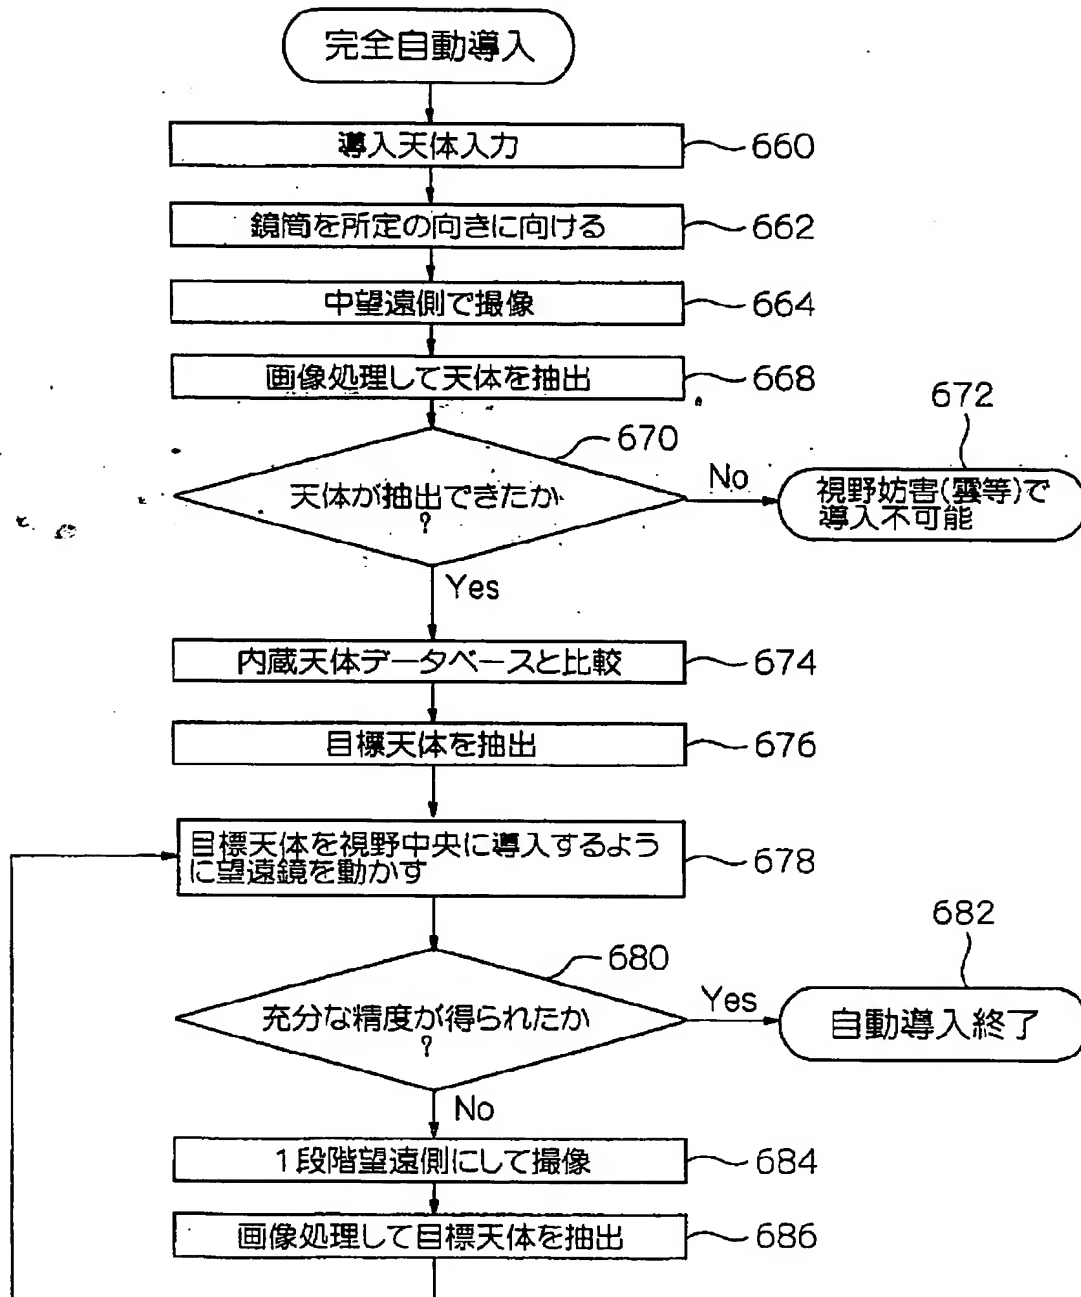 完全自動導入
導入天体入力
660
鏡筒を所定の向きに向ける
662
中望遠側で撮像
664
画像処理して天体を抽出
668
670
672
天体が抽出できたか
?
No
視野妨害(雲等)で
導入不可能
Yes
内蔵天体データベースと比較
674
目標天体を抽出
676
目標天体を視野中央に導入するよう
に望遠鏡を動かす
678
680
682
充分な精度が得られたか
?
Yes
自動導入終了
No
1段階望遠側にして撮像
684
画像処理して目標天体を抽出
686